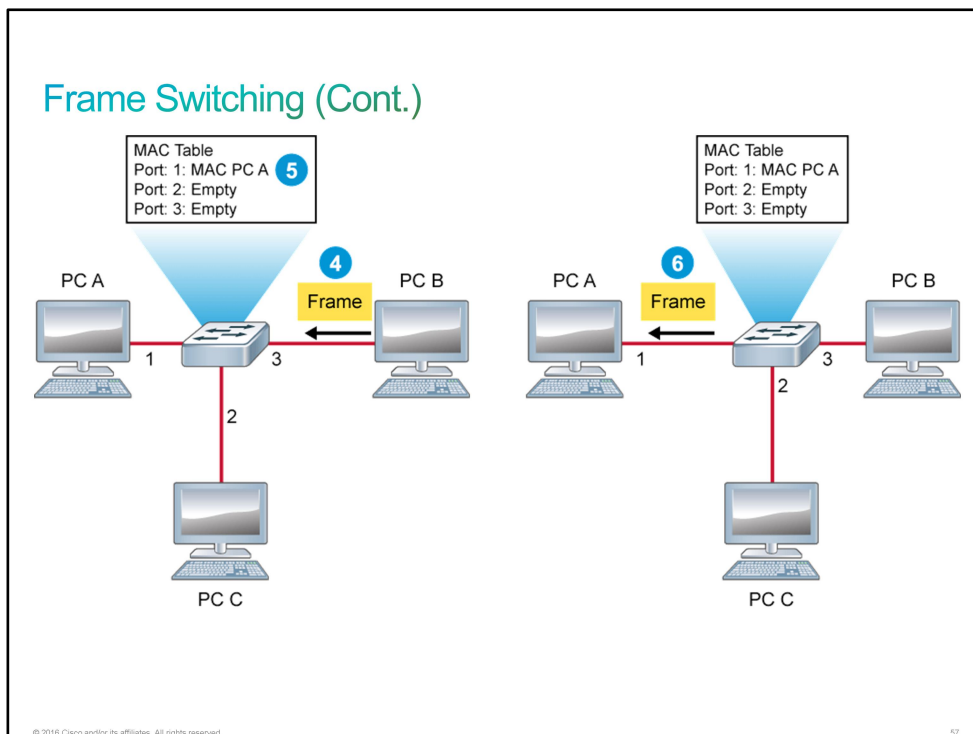 Frame Switching (Cont.)
MAC Table
Port: 1: MAC PC A
Port: 2: Empty
Port: 3: Empty
5
4
Frame
PC A
PC B
1
3
2
PC C
MAC Table
Port: 1: MAC PC A
Port: 2: Empty
Port: 3: Empty
6
Frame
PC A
PC B
1
3
2
PC C
© 2016 Cisco and/or its affiliates. All rights reserved.
57